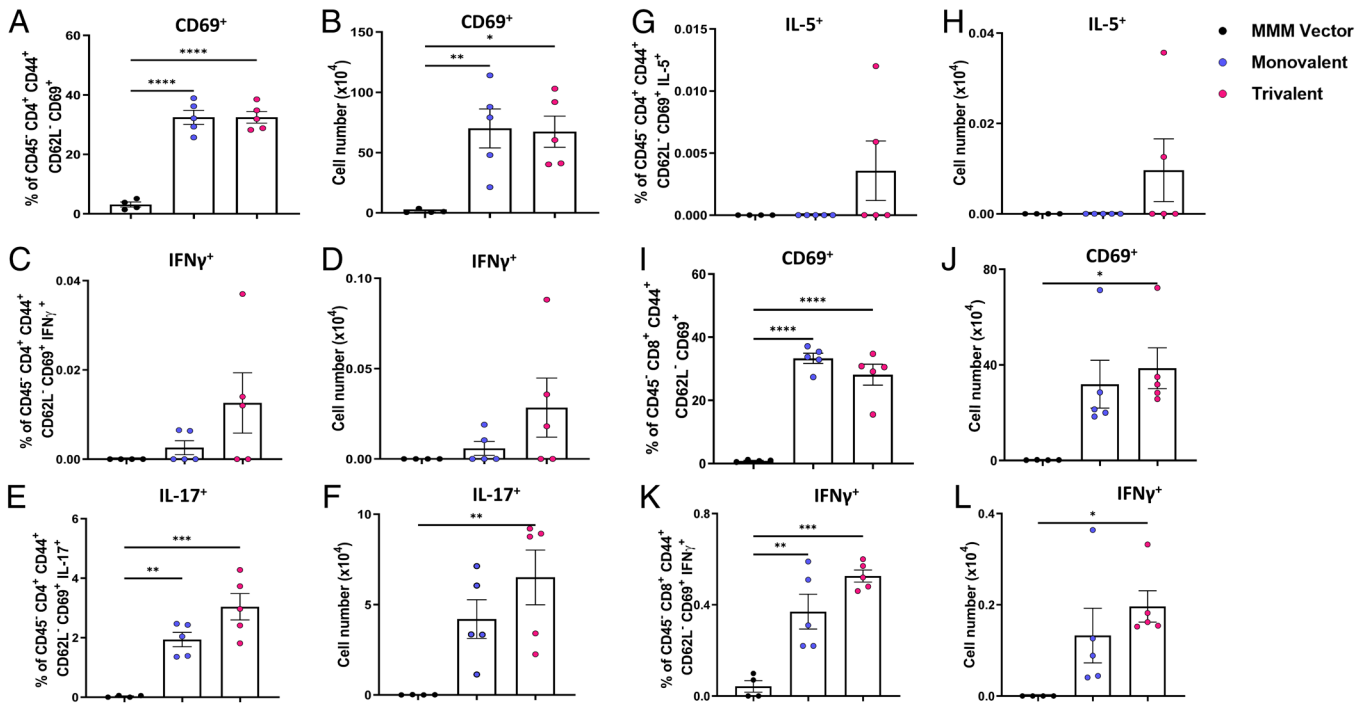 A
CD69⁺
% of CD45⁻ CD4⁺ CD44⁺
CD62L⁻ CD69⁺
60
40
20
0
****
****
B
CD69⁺
Cell number (x10⁴)
150
100
50
0
*
**
C
IFNγ⁺
% of CD45⁻ CD4⁺ CD44⁺
CD62L⁻ CD69⁺ IFNγ⁺
0.04
0.02
0.00
D
IFNγ⁺
Cell number (x10⁴)
0.10
0.05
0.00
E
IL-17⁺
% of CD45⁻ CD4⁺ CD44⁺
CD62L⁻ CD69⁺ IL-17⁺
6
4
2
0
***
**
F
IL-17⁺
Cell number (x10⁴)
10
5
0
**
G
IL-5⁺
% of CD45⁻ CD4⁺ CD44⁺
CD62L⁻ CD69⁺ IL-5⁺
0.015
0.010
0.005
0.000
H
IL-5⁺
Cell number (x10⁴)
0.04
0.02
0.00
MMM Vector
Monovalent
Trivalent
I
CD69⁺
% of CD45⁻ CD8⁺ CD44⁺
CD62L⁻ CD69⁺
60
40
20
0
****
****
J
CD69⁺
Cell number (x10⁴)
80
40
0
*
K
IFNγ⁺
% of CD45⁻ CD8⁺ CD44⁺
CD62L⁻ CD69⁺ IFNγ⁺
0.8
0.4
0.0
***
**
L
IFNγ⁺
Cell number (x10⁴)
0.4
0.2
0.0
*